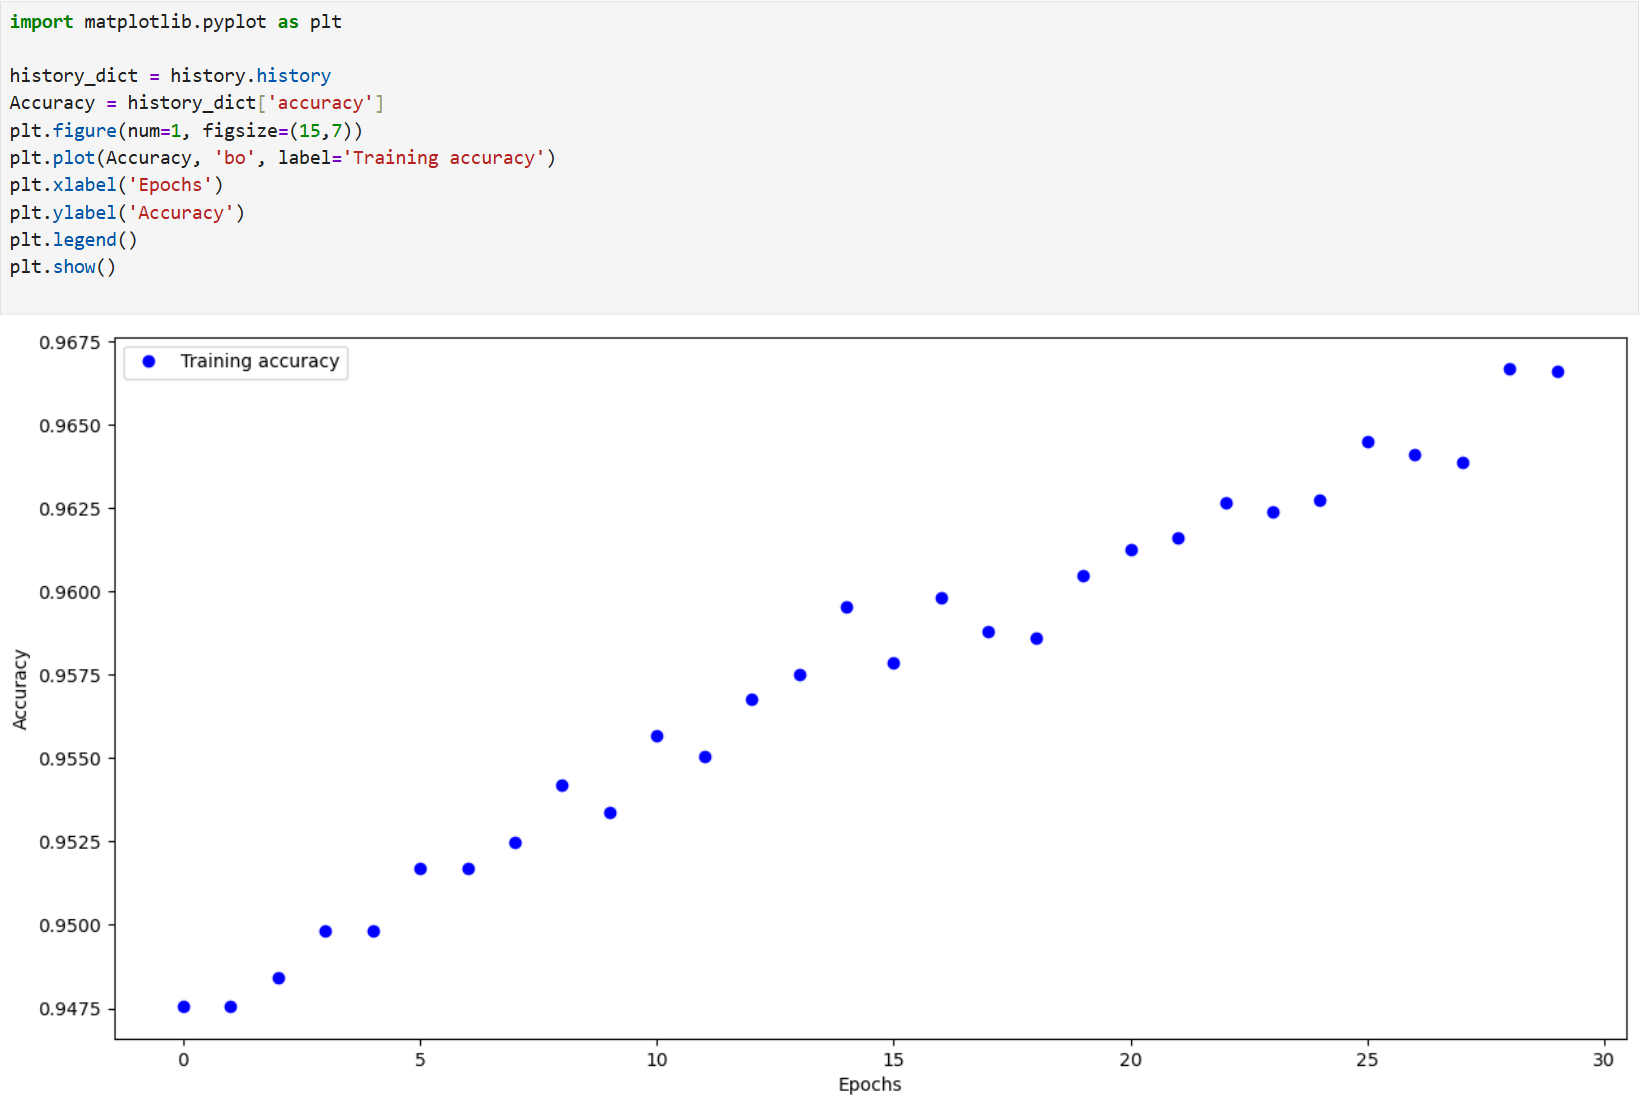 import matplotlib.pyplot as plt
history_dict = history.history
Accuracy = history_dict['accuracy']
plt.figure(num=1, figsize=(15,7))
plt.plot(Accuracy, 'bo', label='Training accuracy')
plt.xlabel('Epochs')
plt.ylabel('Accuracy')
plt.legend()
plt.show()
Training accuracy
0.9675
0.9650
0.9625
0.9600
0.9575
0.9550
0.9525
0.9500
0.9475
Accuracy
0 5 10 15 20 25 30
Epochs